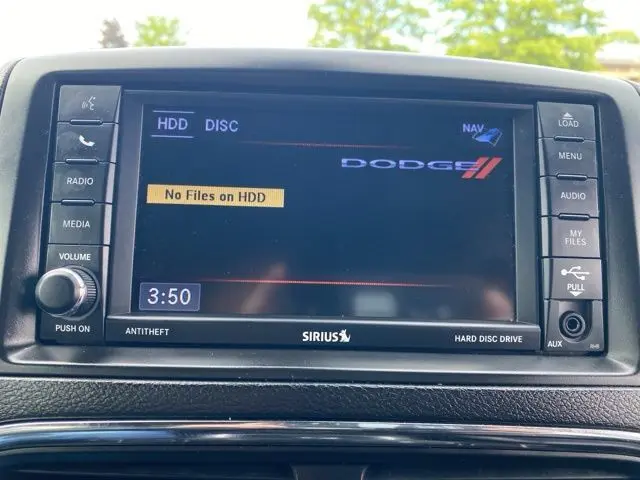 HDD DISC
NAV
DODGE
No Files on HDD
3:50
RADIO
MEDIA
VOLUME
PUSH ON
LOAD
MENU
AUDIO
MY
FILES
PULL
AUX
RHB
ANTITHEFT
SIRIUS
HARD DISC DRIVE